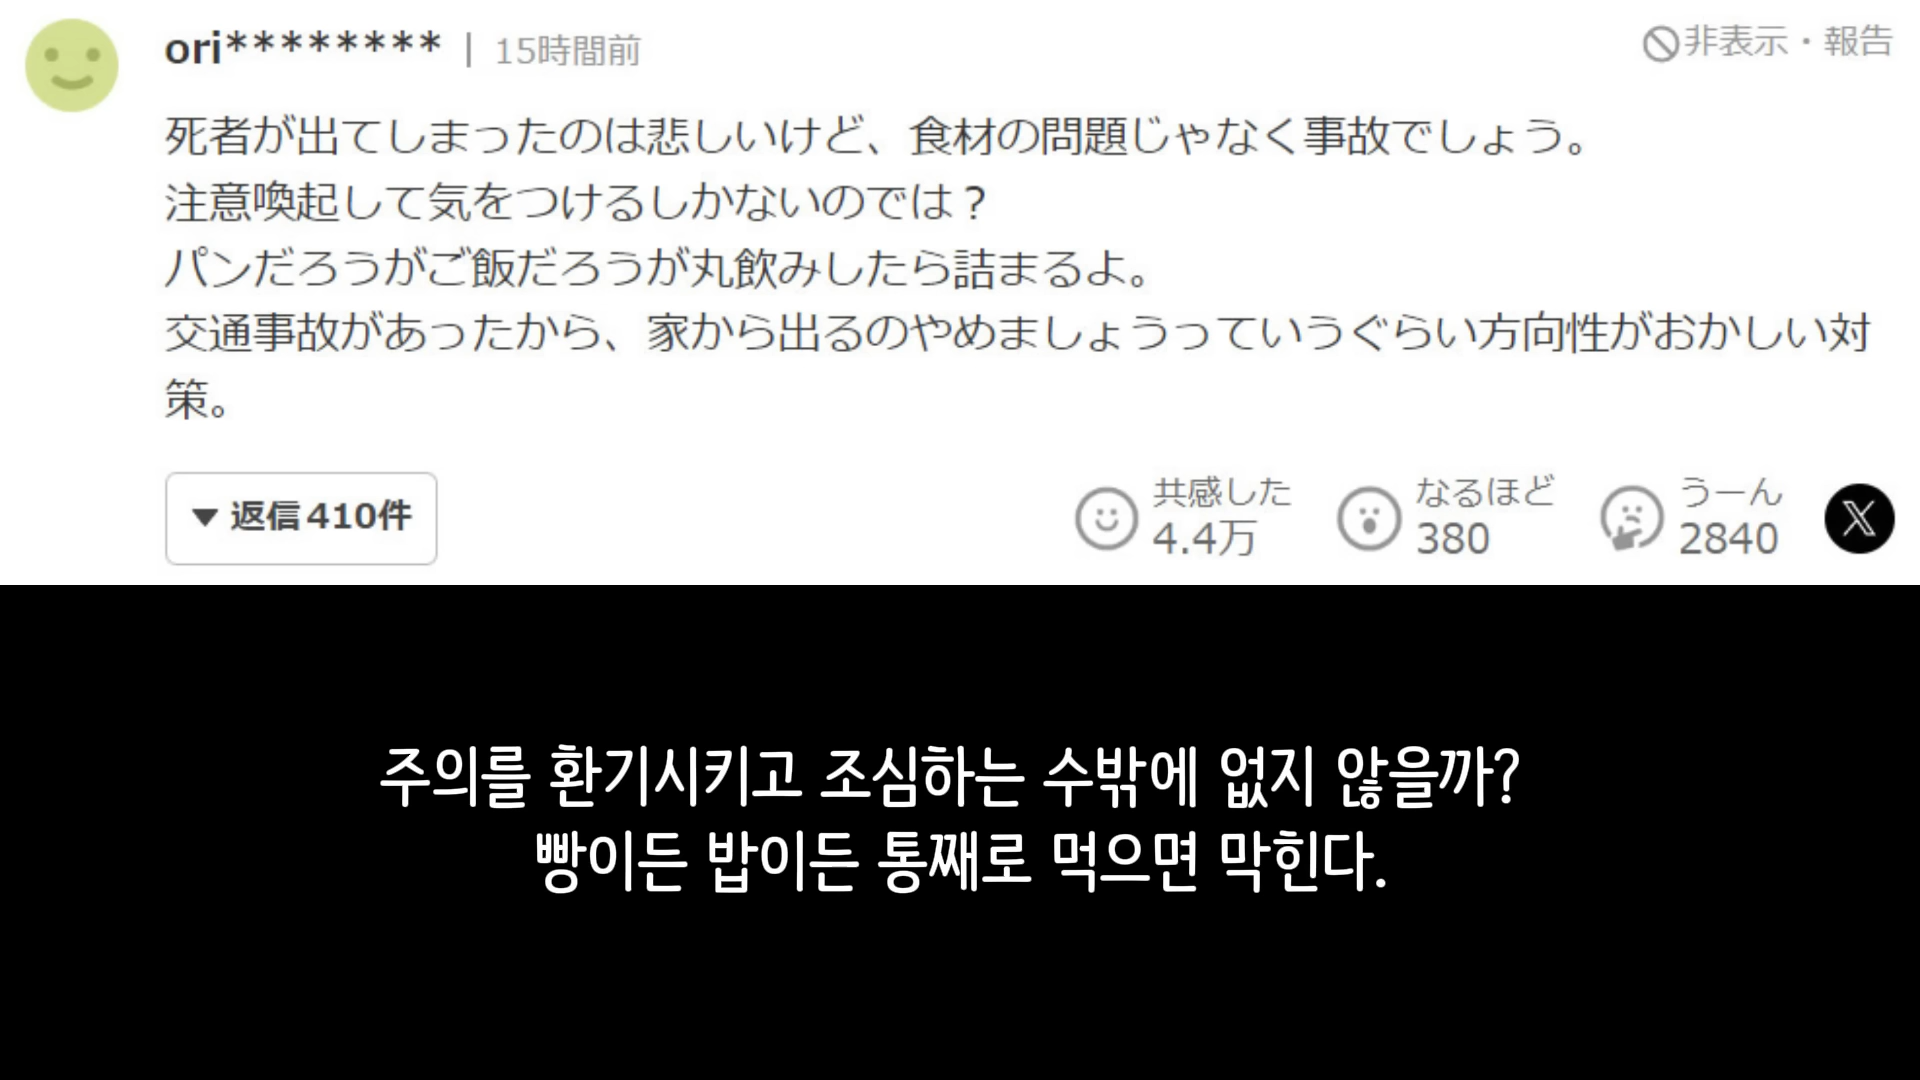 ori******** | 15時間前
非表示・報告
死者が出てしまったのは悲しいけど、食材の問題じゃなく事故でしょう。
注意喚起して気をつけるしかないのでは？
パンだろうがご飯だろうが丸飲みしたら詰まるよ。
交通事故があったから、家から出るのやめましょうっていうぐらい方向性がおかしい対
策。
▼ 返信410件
共感した
4.4万
なるほど
380
うーん
2840
X
주의를 환기시키고 조심하는 수밖에 없지 않을까?
빵이든 밥이든 통째로 먹으면 막힌다.